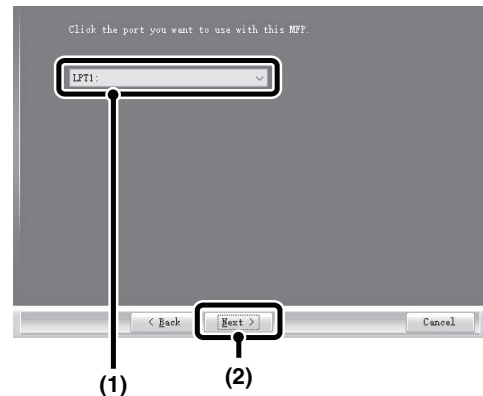 Click the port you want to use with this MFP.
LPT1:
< Back Next > Cancel
(1) (2)